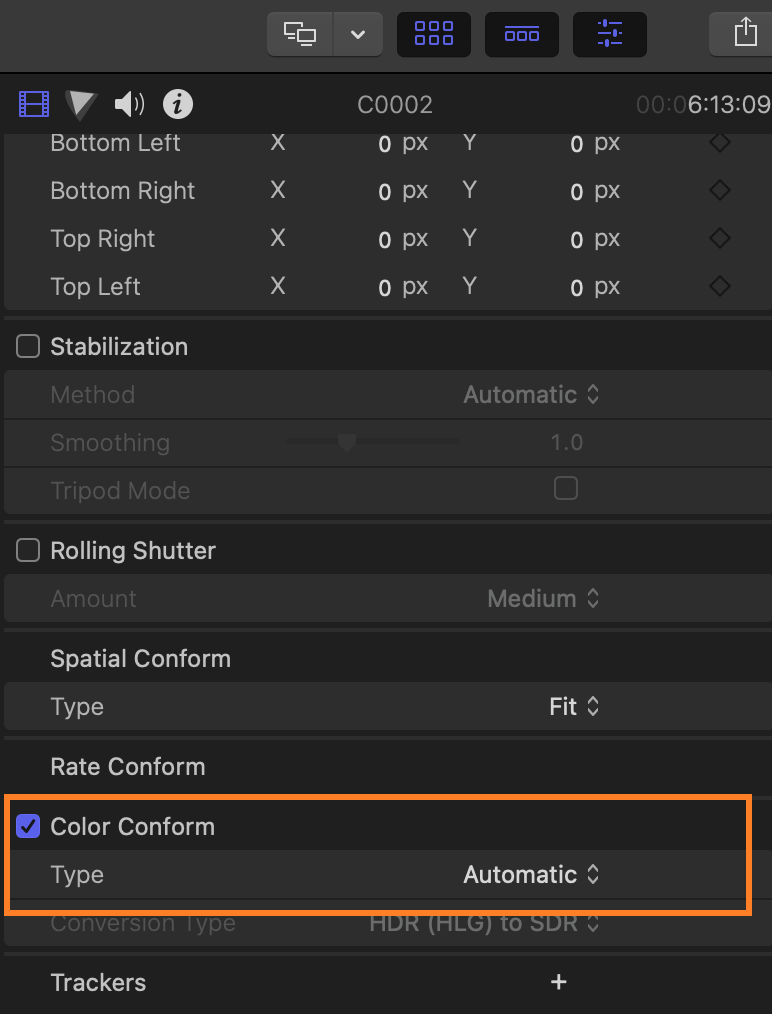 C0002 00:06:13:09
Bottom Left X 0 px Y 0 px
Bottom Right X 0 px Y 0 px
Top Right X 0 px Y 0 px
Top Left X 0 px Y 0 px
Stabilization
Method Automatic
Smoothing 1.0
Tripod Mode
Rolling Shutter
Amount Medium
Spatial Conform
Type Fit
Rate Conform
Color Conform
Type Automatic
Conversion Type HDR (HLG) to SDR
Trackers +